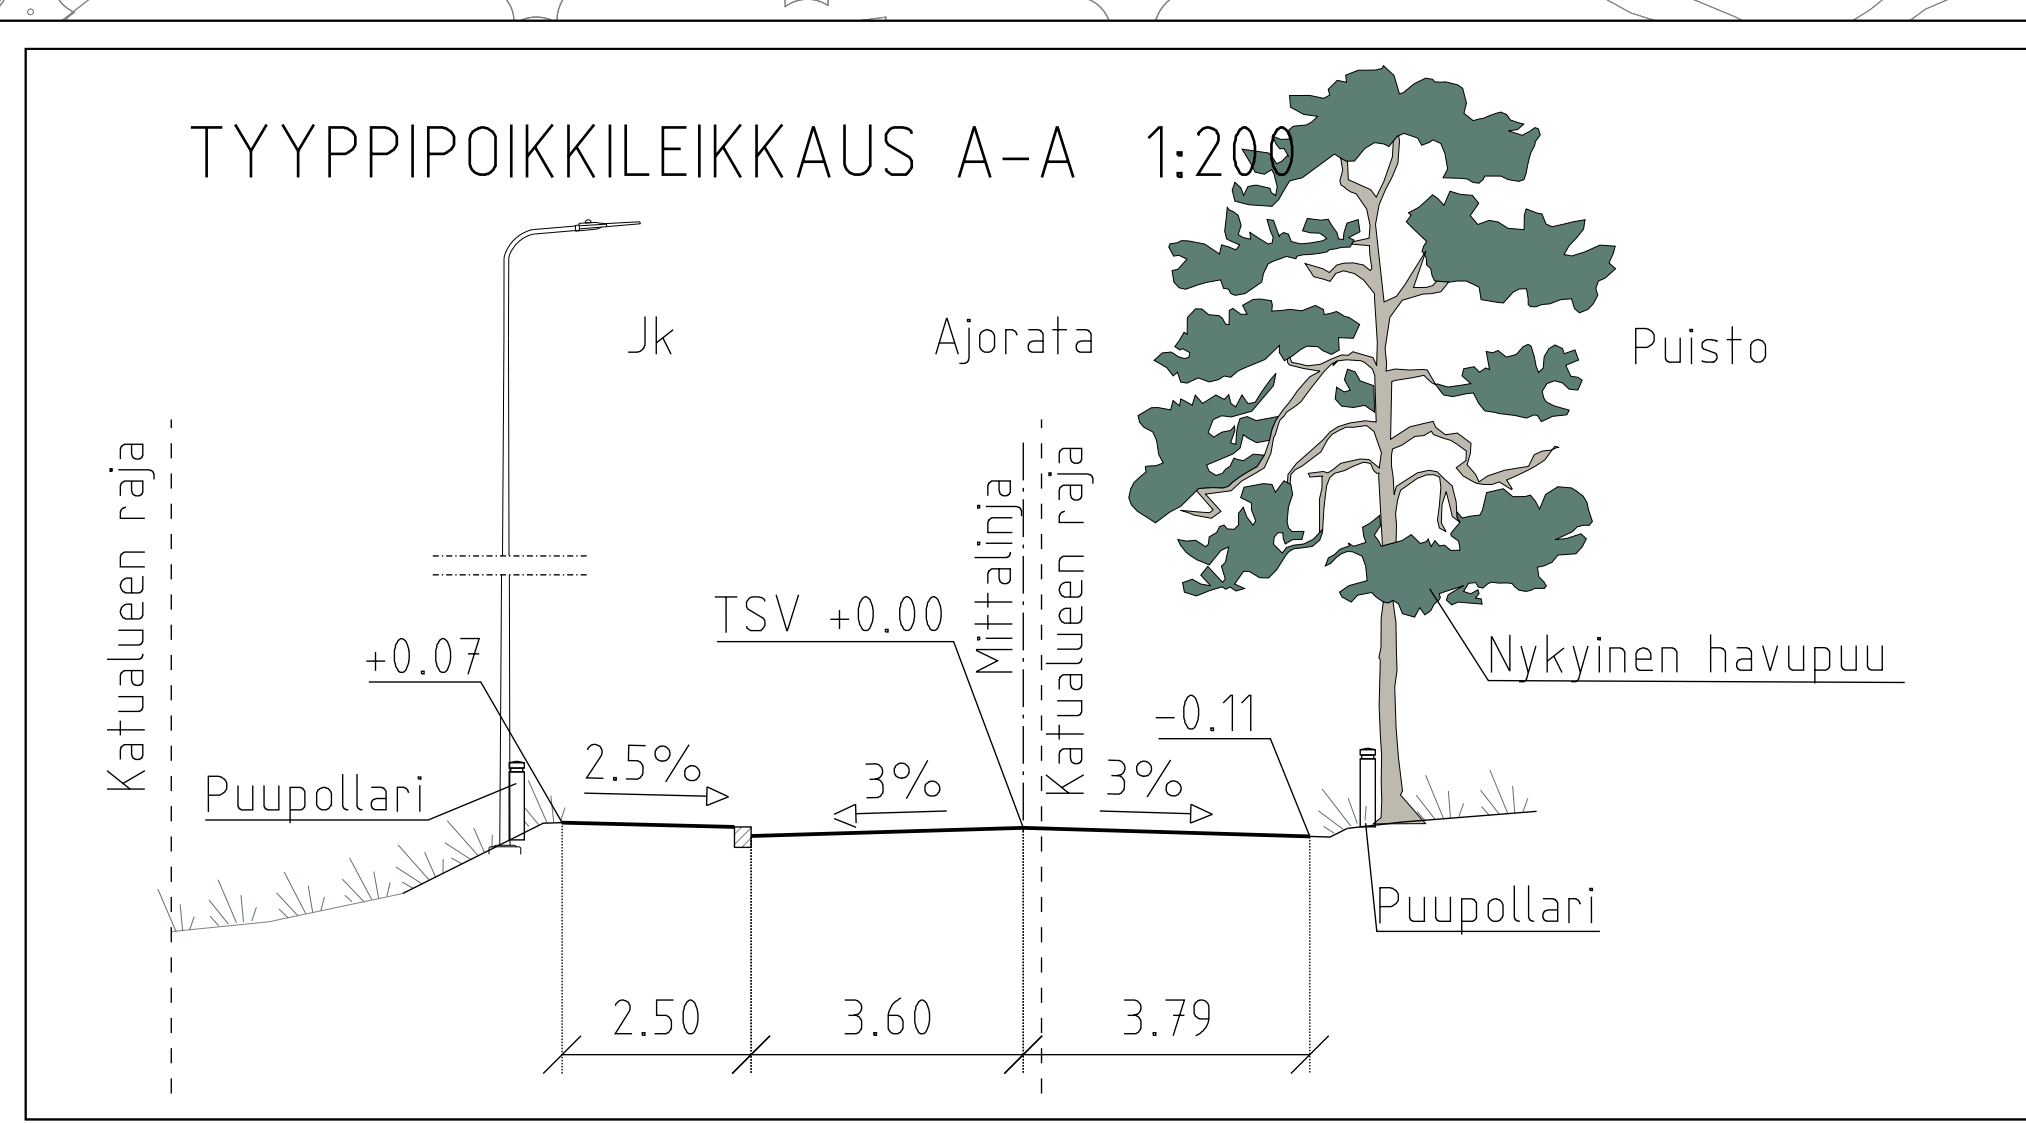 TYYPPIPOIKKILEIKKAUS A-A 1:200
Jk
Ajorata
Puisto
Katualueen raja
Mittalinja
Katualueen raja
TSV +0.00
+0.07
Nykyinen havupuu
-0.11
2.5%
3%
3%
Puupollari
Puupollari
2.50
3.60
3.79